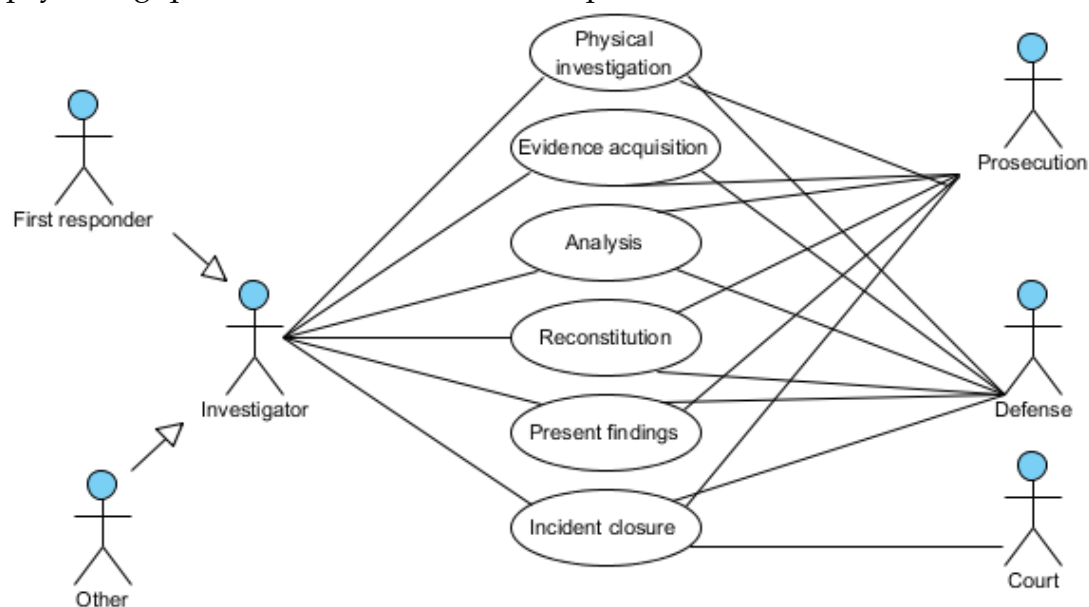 Physical
investigation
Prosecution
Evidence acquisition
First responder
Analysis
Reconstitution
Investigator
Defense
Present findings
Incident closure
Court
Other